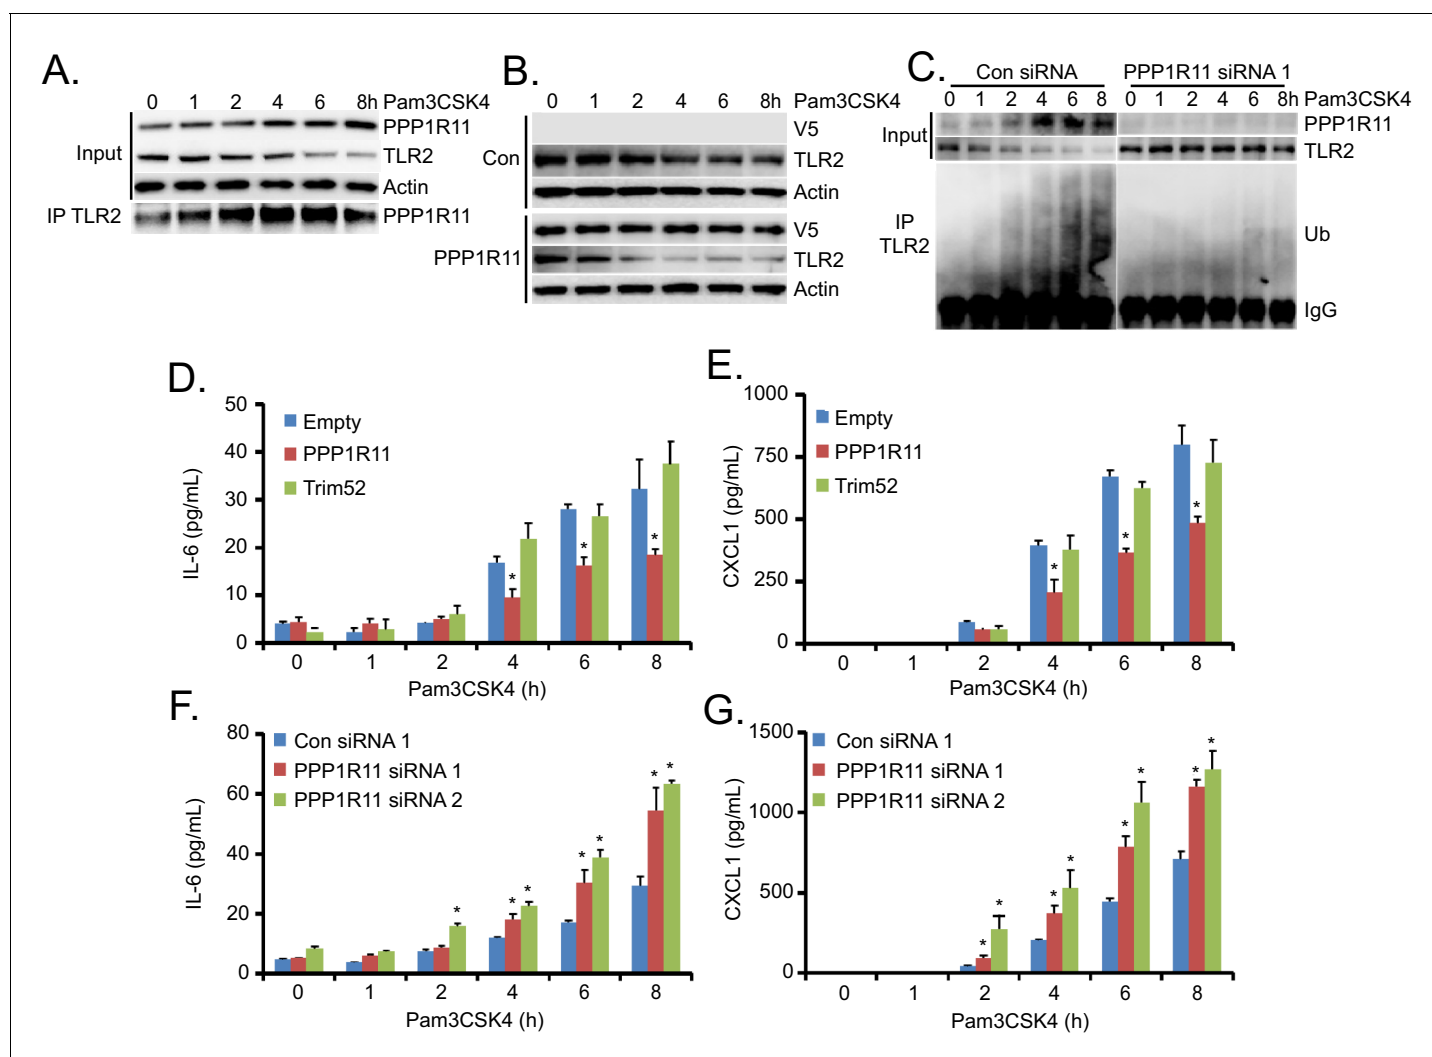 A.
0 1 2 4 6 8h Pam3CSK4
Input
PPP1R11
TLR2
Actin
IP TLR2
PPP1R11
B.
0 1 2 4 6 8h Pam3CSK4
Con
V5
TLR2
Actin
PPP1R11
V5
TLR2
Actin
C.
Con siRNA
PPP1R11 siRNA 1
0 1 2 4 6 8 0 1 2 4 6 8h Pam3CSK4
Input
PPP1R11
TLR2
IP
TLR2
Ub
IgG
D.
50
40
30
20
10
0
IL-6 (pg/mL)
Empty
PPP1R11
Trim52
* * *
0 1 2 4 6 8
Pam3CSK4 (h)
E.
1000
750
500
250
0
CXCL1 (pg/mL)
Empty
PPP1R11
Trim52
* * *
0 1 2 4 6 8
Pam3CSK4 (h)
F.
80
60
40
20
0
IL-6 (pg/mL)
Con siRNA 1
PPP1R11 siRNA 1
PPP1R11 siRNA 2
* * * * * * *
0 1 2 4 6 8
Pam3CSK4 (h)
G.
1500
1000
500
0
CXCL1 (pg/mL)
Con siRNA 1
PPP1R11 siRNA 1
PPP1R11 siRNA 2
* * * * * * * *
0 1 2 4 6 8
Pam3CSK4 (h)